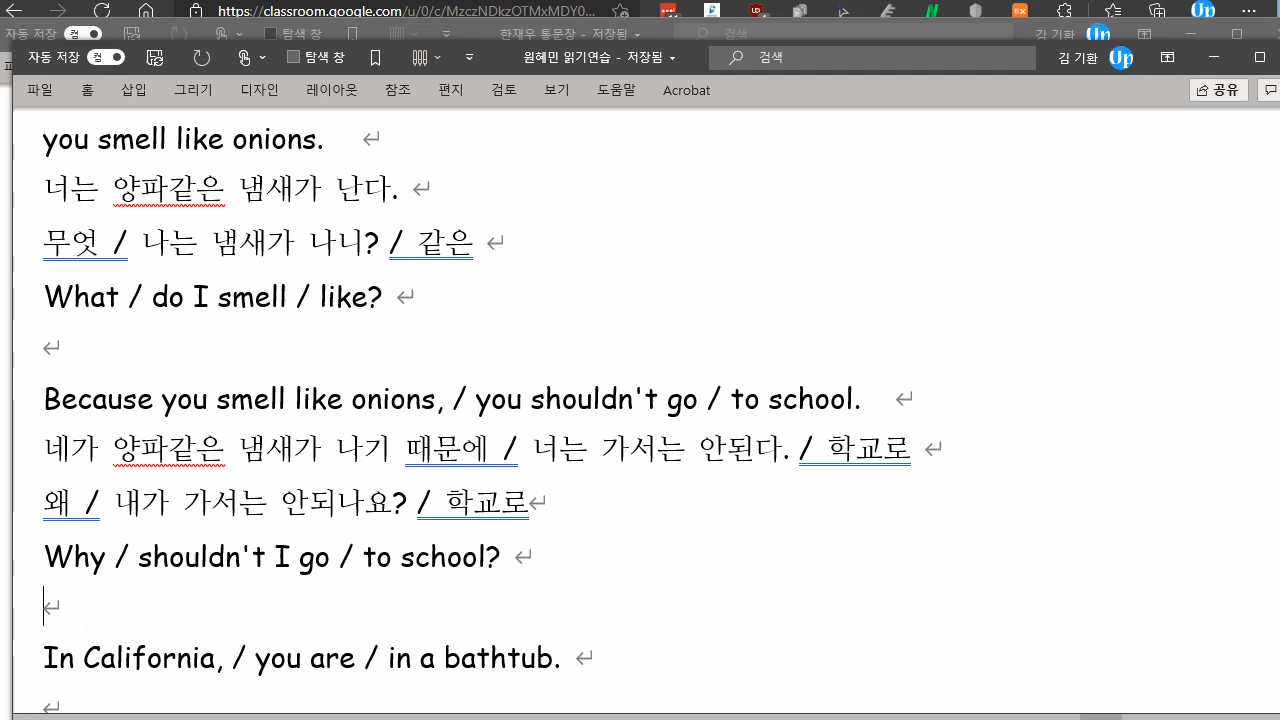 https://classroom.google.com/u/0/c/MzczNDkzOTMxMDY0...
자동 저장 컴 탐색 창 한재우 통문장 - 저장됨 검색 김 기환 Up
자동 저장 컴 탐색 창 원혜민 읽기연습 - 저장됨 검색 김 기환 Up
파일 홈 삽입 그리기 디자인 레이아웃 참조 편지 검토 보기 도움말 Acrobat 공유
you smell like onions.
너는 양파같은 냄새가 난다.
무엇 / 나는 냄새가 나니? / 같은
What / do I smell / like?
Because you smell like onions, / you shouldn't go / to school.
네가 양파같은 냄새가 나기 때문에 / 너는 가서는 안된다. / 학교로
왜 / 내가 가서는 안되나요? / 학교로
Why / shouldn't I go / to school?
In California, / you are / in a bathtub.